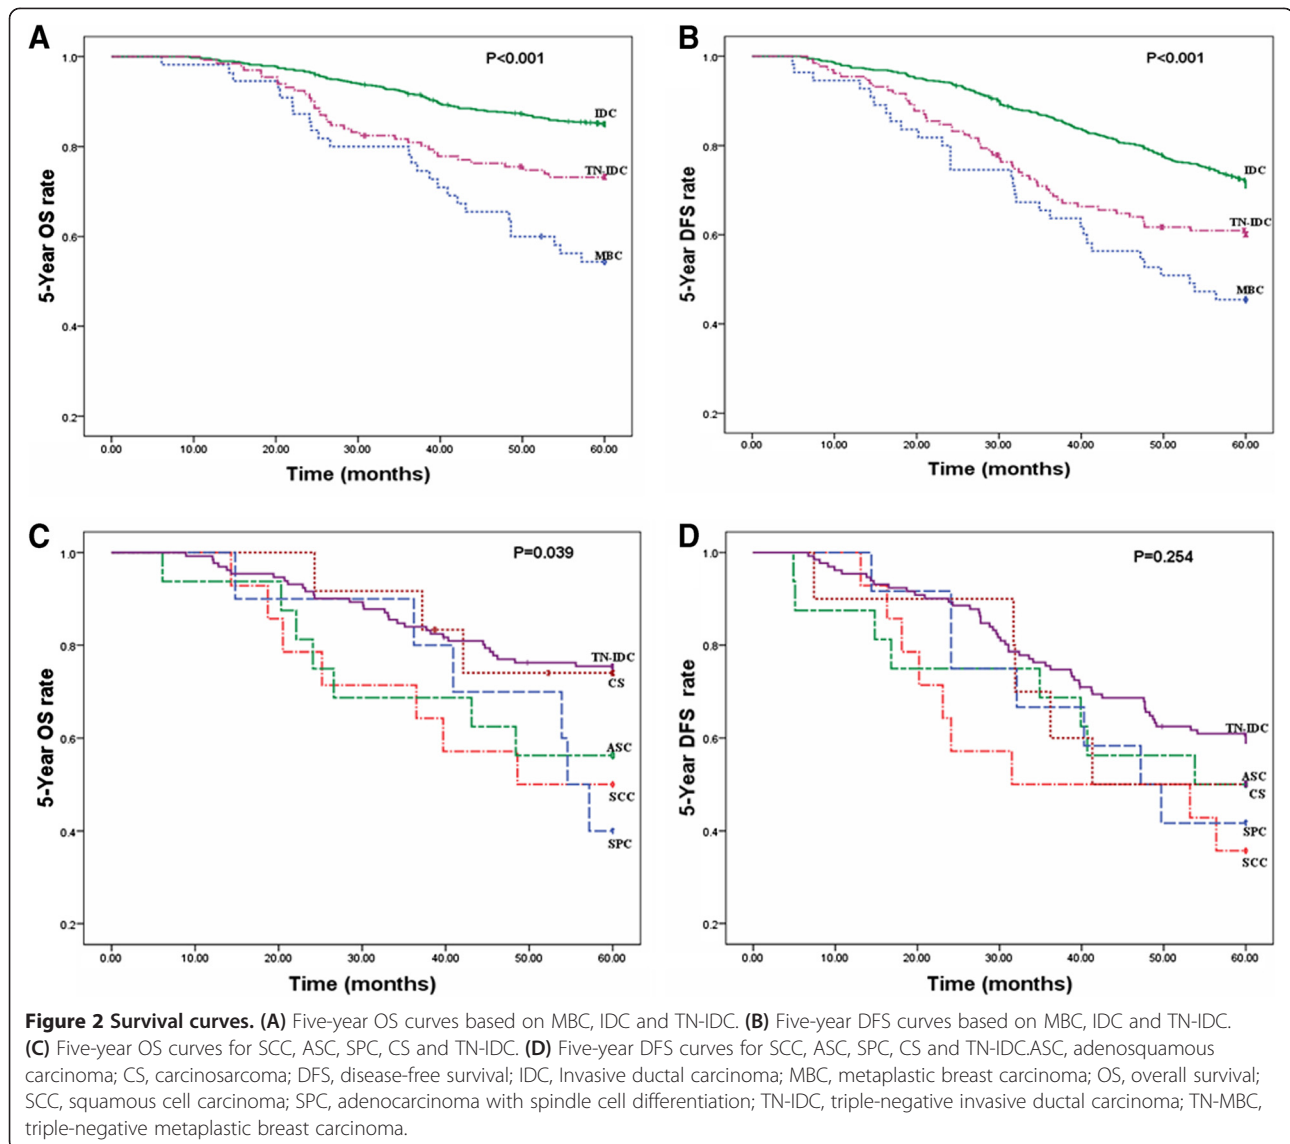 A
P<0.001
1.0
0.8
0.6
0.4
0.2
5-Year OS rate
IDC
TN-IDC
MBC
0.00 10.00 20.00 30.00 40.00 50.00 60.00
Time (months)
B
P<0.001
1.0
0.8
0.6
0.4
0.2
5-Year DFS rate
IDC
TN-IDC
MBC
0.00 10.00 20.00 30.00 40.00 50.00 60.00
Time (months)
C
P=0.039
1.0
0.8
0.6
0.4
0.2
5-Year OS rate
TN-IDC
CS
ASC
SCC
SPC
0.00 10.00 20.00 30.00 40.00 50.00 60.00
Time (months)
D
P=0.254
1.0
0.8
0.6
0.4
0.2
5-Year DFS rate
TN-IDC
ASC
CS
SPC
SCC
0.00 10.00 20.00 30.00 40.00 50.00 60.00
Time (months)
Figure 2 Survival curves. (A) Five-year OS curves based on MBC, IDC and TN-IDC. (B) Five-year DFS curves based on MBC, IDC and TN-IDC.
(C) Five-year OS curves for SCC, ASC, SPC, CS and TN-IDC. (D) Five-year DFS curves for SCC, ASC, SPC, CS and TN-IDC.ASC, adenosquamous
carcinoma; CS, carcinosarcoma; DFS, disease-free survival; IDC, Invasive ductal carcinoma; MBC, metaplastic breast carcinoma; OS, overall survival;
SCC, squamous cell carcinoma; SPC, adenocarcinoma with spindle cell differentiation; TN-IDC, triple-negative invasive ductal carcinoma; TN-MBC,
triple-negative metaplastic breast carcinoma.